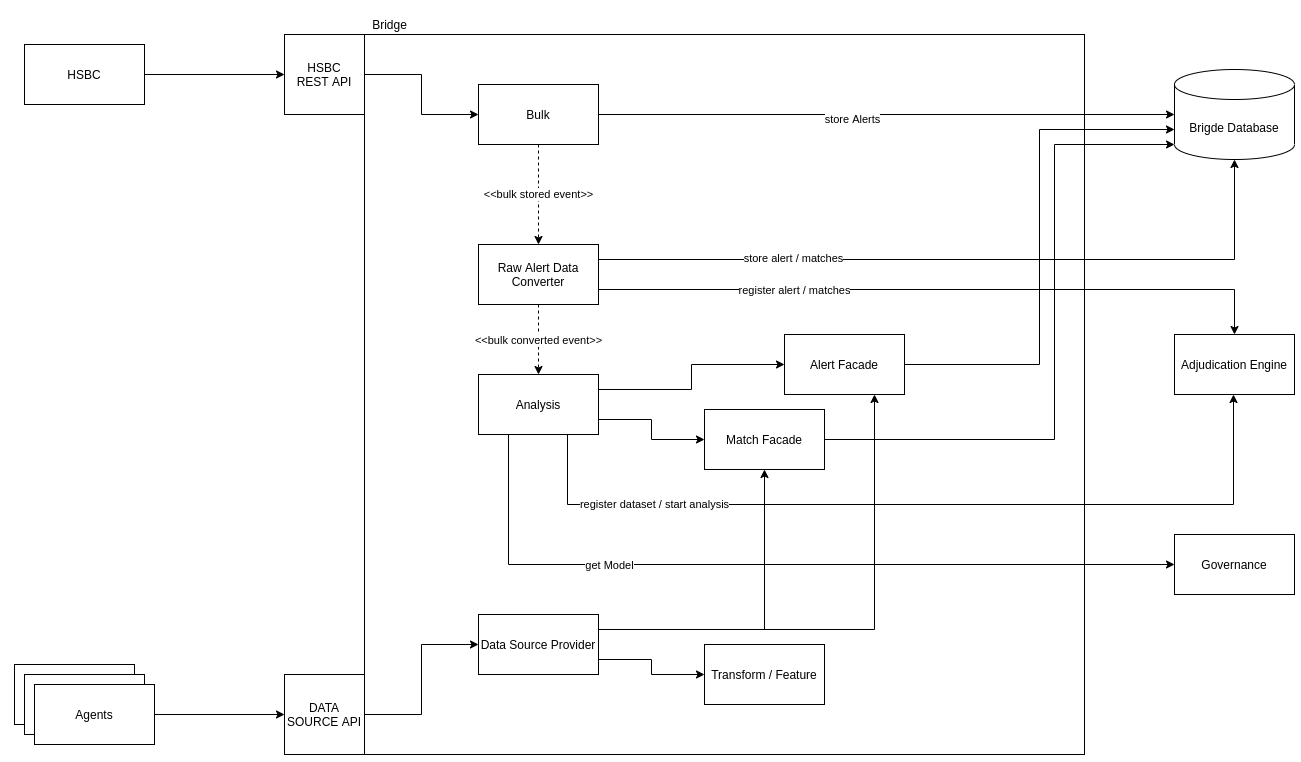 Bridge
HSBC
HSBC
REST API
Bulk
store Alerts
Brigde Database
<<bulk stored event>>
Raw Alert Data
Converter
store alert / matches
register alert / matches
<<bulk converted event>>
Alert Facade
Adjudication Engine
Analysis
Match Facade
register dataset / start analysis
get Model
Governance
Data Source Provider
Transform / Feature
Agents
DATA
SOURCE API